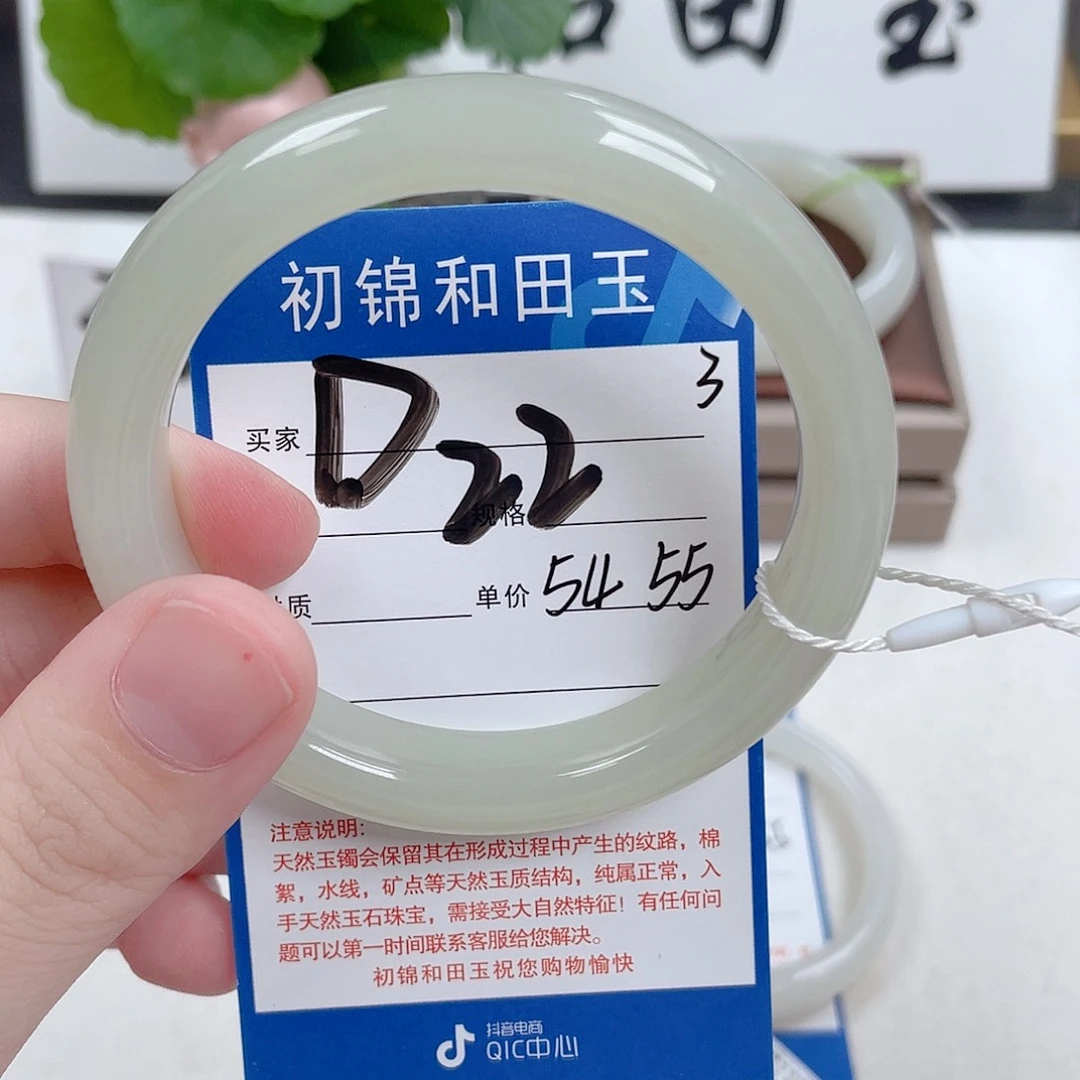 田玉
初锦和田玉
3
买家 D22
规格
质 单价 54 55
注意说明:
天然玉镯会保留其在形成过程中产生的纹路，棉
絮，水线，矿点等天然玉质结构，纯属正常，入
手天然玉石珠宝，需接受大自然特征！有任何问
题可以第一时间联系客服给您解决。
初锦和田玉祝您购物愉快
抖音电商
QIC中心